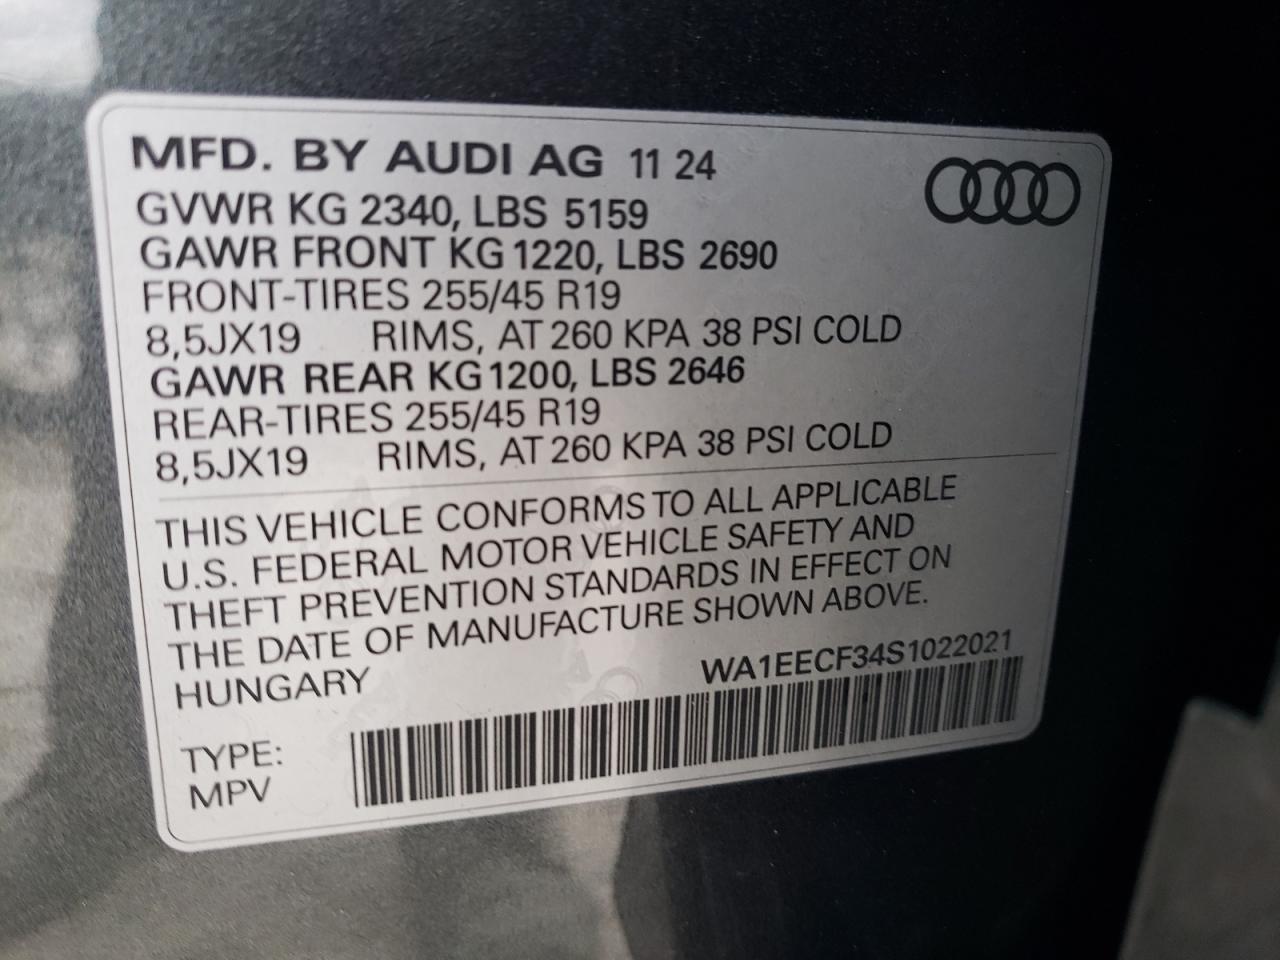 MFD. BY AUDI AG 11 24
GVWR KG 2340, LBS 5159
GAWR FRONT KG 1220, LBS 2690
FRONT-TIRES 255/45 R19
8,5JX19 RIMS, AT 260 KPA 38 PSI COLD
GAWR REAR KG 1200, LBS 2646
REAR-TIRES 255/45 R19
8,5JX19 RIMS, AT 260 KPA 38 PSI COLD
THIS VEHICLE CONFORMS TO ALL APPLICABLE
U.S. FEDERAL MOTOR VEHICLE SAFETY AND
THEFT PREVENTION STANDARDS IN EFFECT ON
THE DATE OF MANUFACTURE SHOWN ABOVE.
HUNGARY WA1EECF34S1022021
TYPE:
MPV